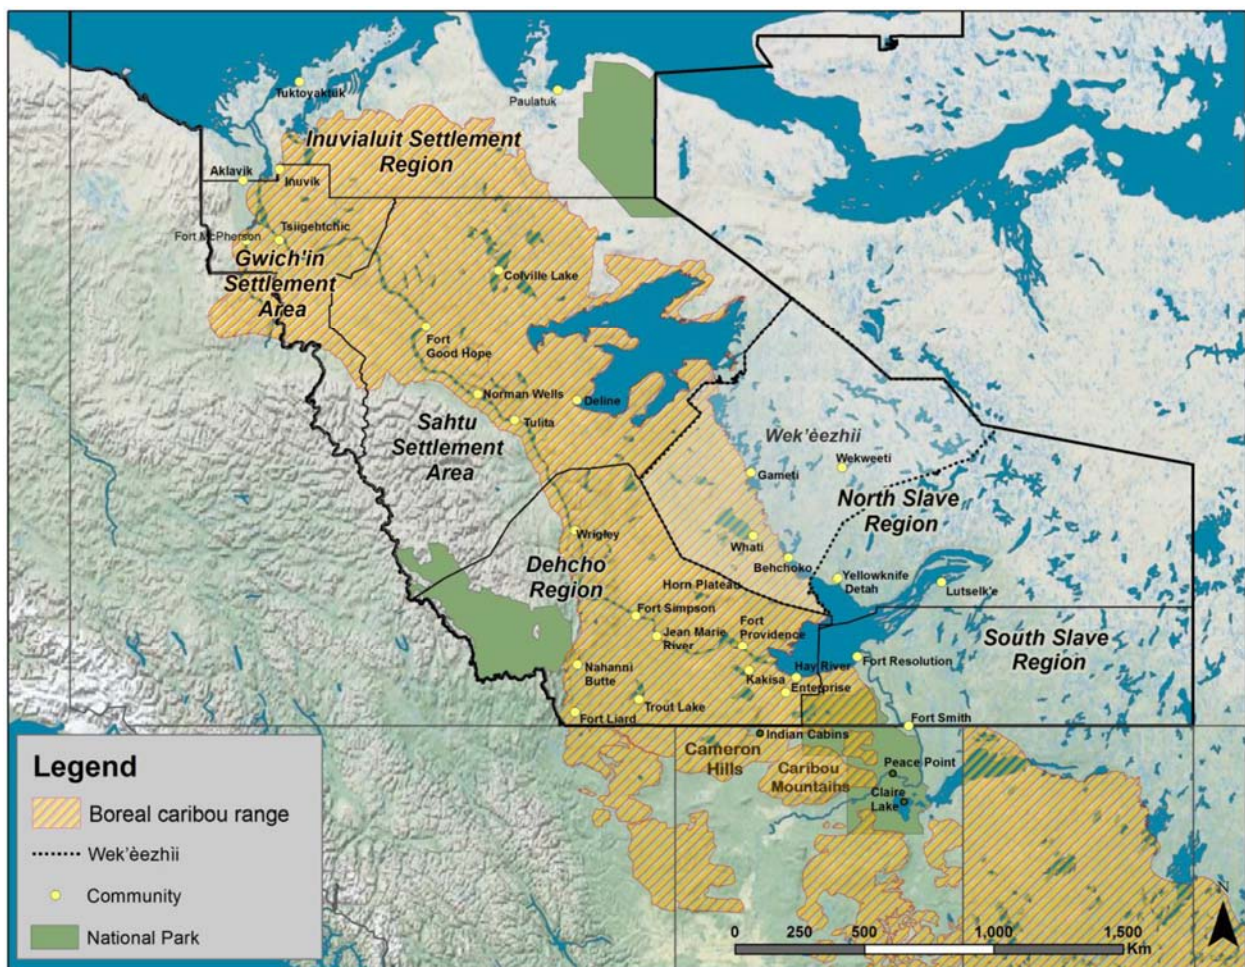 Tuktoyaktuk
Paulatuk
Inuvialuit Settlement
Region
Aklavik
Inuvik
Tsiigehtchic
Fort McPherson
Gwich'in
Settlement
Area
Colville Lake
Fort
Good Hope
Norman Wells
Deline
Tulita
Sahtu
Settlement
Area
Wek'èezhìi
Wekweeti
Gameti
North Slave
Region
Wrigley
Whati
Behchoko
Dehcho
Region
Horn Plateau
Yellowknife
Detah
Lutselk'e
Fort Simpson
Fort
Providence
Jean Marie
River
South Slave
Region
Nahanni
Butte
Hay River
Fort Resolution
Kakisa
Enterprise
Trout Lake
Fort Liard
Fort Smith
Indian Cabins
Cameron
Hills
Caribou
Mountains
Peace Point
Claire
Lake
Legend
Boreal caribou range
Wek'èezhìi
Community
National Park
N
0 250 500 1,000 1,500
Km